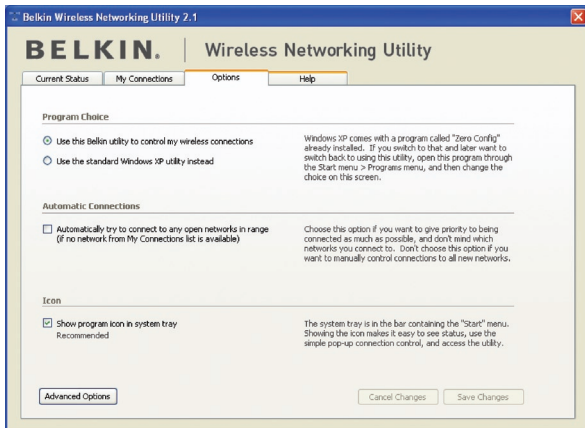 Belkin Wireless Networking Utility 2.1
BELKIN. Wireless Networking Utility
Current Status My Connections Options Help
Program Choice
Use this Belkin utility to control my wireless connections
Use the standard Windows XP utility instead
Windows XP comes with a program called "Zero Config"
already installed. If you switch to that and later want to
switch back to using this utility, open this program through
the Start menu > Programs menu, and then change the
choice on this screen.
Automatic Connections
Automatically try to connect to any open networks in range
(if no network from My Connections list is available)
Choose this option if you want to give priority to being
connected as much as possible, and don't mind which
networks you connect to. Don't choose this option if you
want to manually control connections to all new networks.
Icon
Show program icon in system tray
Recommended
The system tray is in the bar containing the "Start" menu.
Showing the icon makes it easy to see status, use the
simple pop-up connection control, and access the utility.
Advanced Options Cancel Changes Save Changes